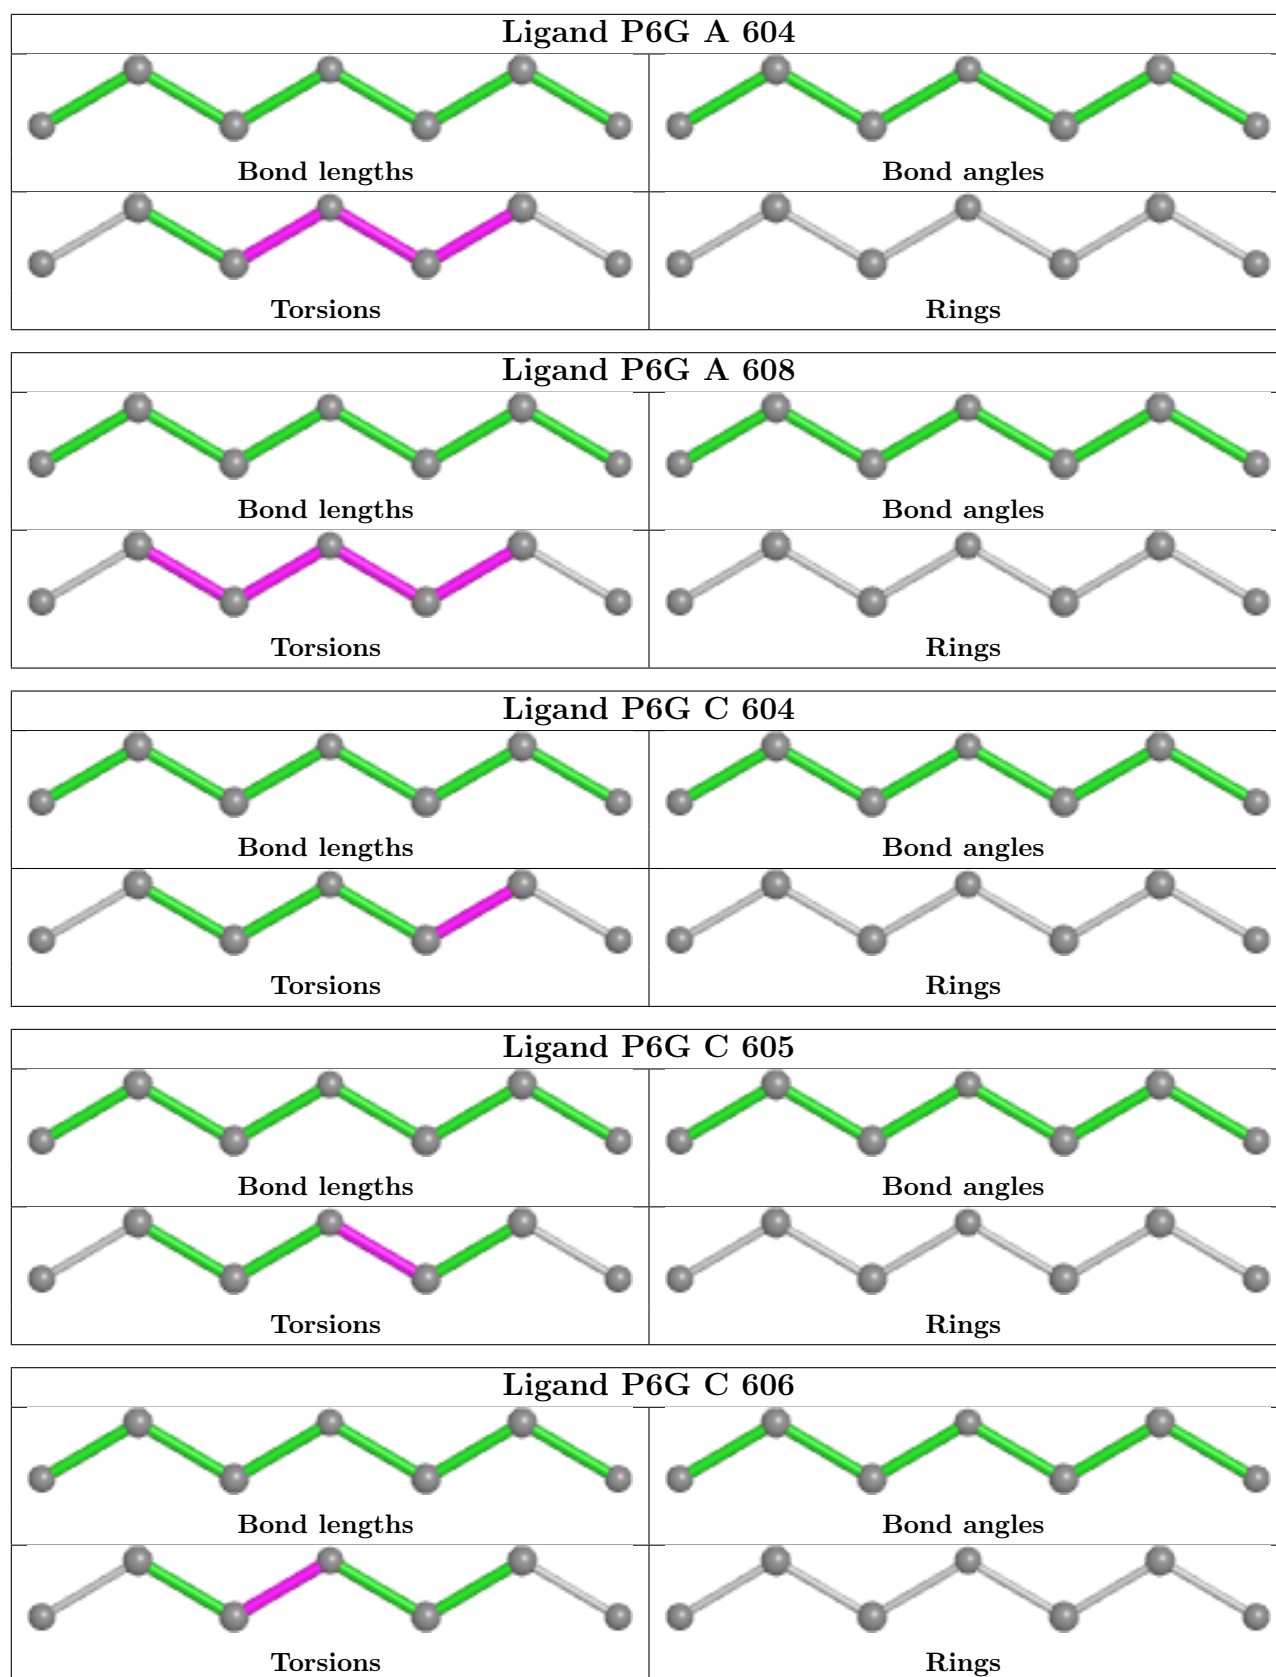 Ligand P6G A 604
Bond lengths
Bond angles
Torsions
Rings
Ligand P6G A 608
Bond lengths
Bond angles
Torsions
Rings
Ligand P6G C 604
Bond lengths
Bond angles
Torsions
Rings
Ligand P6G C 605
Bond lengths
Bond angles
Torsions
Rings
Ligand P6G C 606
Bond lengths
Bond angles
Torsions
Rings